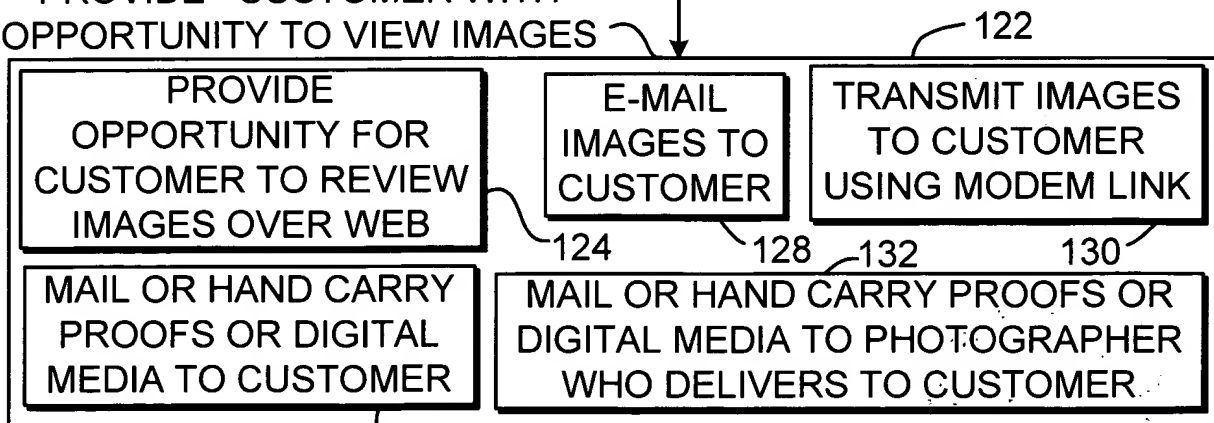 PROVIDE CUSTOMER WITH
OPPORTUNITY TO VIEW IMAGES
122
PROVIDE
OPPORTUNITY FOR
CUSTOMER TO REVIEW
IMAGES OVER WEB
124
E-MAIL
IMAGES TO
CUSTOMER
128
TRANSMIT IMAGES
TO CUSTOMER
USING MODEM LINK
130
MAIL OR HAND CARRY
PROOFS OR DIGITAL
MEDIA TO CUSTOMER
132
MAIL OR HAND CARRY PROOFS OR
DIGITAL MEDIA TO PHOTOGRAPHER
WHO DELIVERS TO CUSTOMER